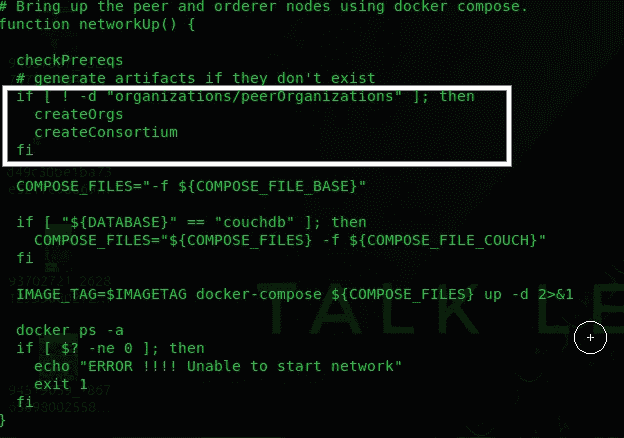 # Bring up the peer and orderer nodes using docker compose.
function networkUp() {
checkPrereqs
# generate artifacts if they don't exist
if [ ! -d "organizations/peerOrganizations" ]; then
createOrgs
createConsortium
fi
COMPOSE_FILES="-f ${COMPOSE_FILE_BASE}"
if [ "${DATABASE}" == "couchdb" ]; then
COMPOSE_FILES="${COMPOSE_FILES} -f ${COMPOSE_FILE_COUCH}"
fi
IMAGE_TAG=$IMAGETAG docker-compose ${COMPOSE_FILES} up -d 2>&1
TALK LE
docker ps -a
if [ $? -ne 0 ]; then
echo "ERROR !!!! Unable to start network"
exit 1
fi
}